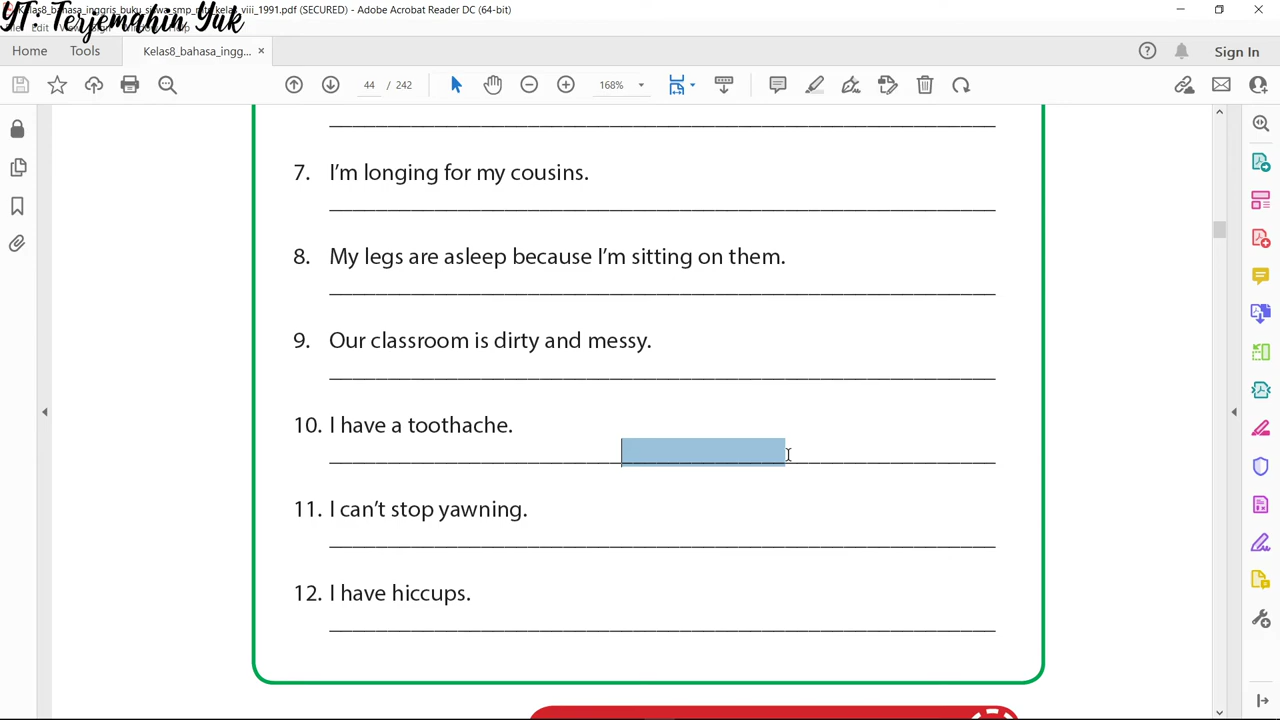 YT: Terjemahin Yuk
Kelas8_bahasa_inggris_buku_siswa_smp_mts_kelas_viii_1991.pdf (SECURED) - Adobe Acrobat Reader DC (64-bit)
Home Tools Kelas8_bahasa_ingg... × Sign In
44 / 242 168%
7. I'm longing for my cousins.
8. My legs are asleep because I'm sitting on them.
9. Our classroom is dirty and messy.
10. I have a toothache.
11. I can't stop yawning.
12. I have hiccups.